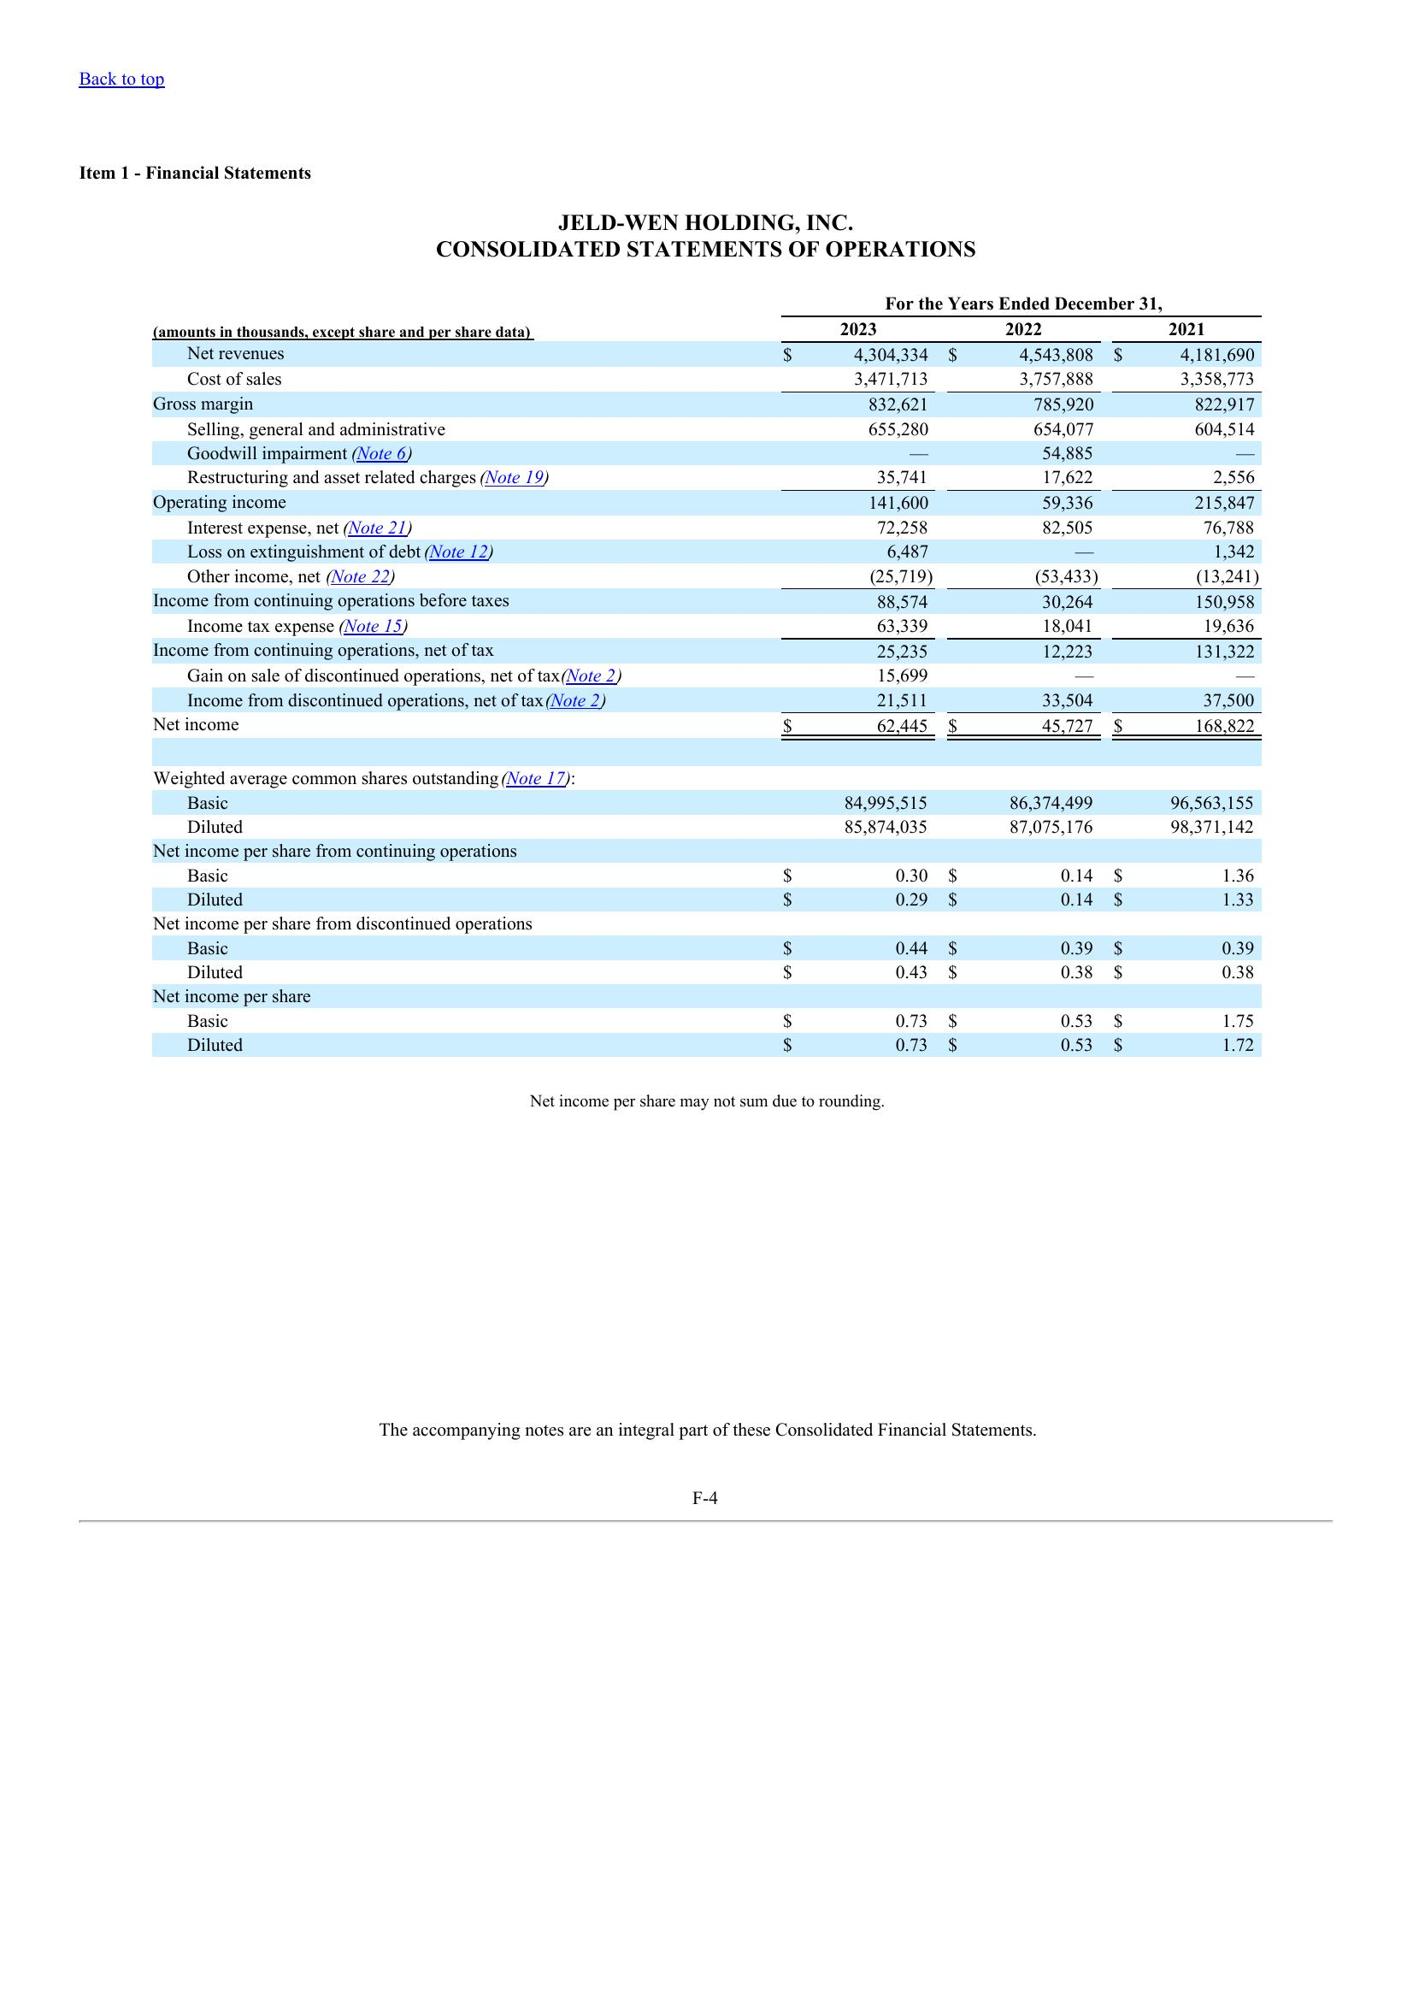 Back to top
Item 1 - Financial Statements
JELD-WEN HOLDING, INC.
CONSOLIDATED STATEMENTS OF OPERATIONS
For the Years Ended December 31,
(amounts in thousands, except share and per share data) 2023 2022 2021
Net revenues $ 4,304,334 $ 4,543,808 $ 4,181,690
Cost of sales 3,471,713 3,757,888 3,358,773
Gross margin 832,621 785,920 822,917
Selling, general and administrative 655,280 654,077 604,514
Goodwill impairment (Note 6) — 54,885 —
Restructuring and asset related charges (Note 19) 35,741 17,622 2,556
Operating income 141,600 59,336 215,847
Interest expense, net (Note 21) 72,258 82,505 76,788
Loss on extinguishment of debt (Note 12) 6,487 — 1,342
Other income, net (Note 22) (25,719) (53,433) (13,241)
Income from continuing operations before taxes 88,574 30,264 150,958
Income tax expense (Note 15) 63,339 18,041 19,636
Income from continuing operations, net of tax 25,235 12,223 131,322
Gain on sale of discontinued operations, net of tax (Note 2) 15,699 — —
Income from discontinued operations, net of tax (Note 2) 21,511 33,504 37,500
Net income $ 62,445 $ 45,727 $ 168,822
Weighted average common shares outstanding (Note 17):
Basic 84,995,515 86,374,499 96,563,155
Diluted 85,874,035 87,075,176 98,371,142
Net income per share from continuing operations
Basic $ 0.30 $ 0.14 $ 1.36
Diluted $ 0.29 $ 0.14 $ 1.33
Net income per share from discontinued operations
Basic $ 0.44 $ 0.39 $ 0.39
Diluted $ 0.43 $ 0.38 $ 0.38
Net income per share
Basic $ 0.73 $ 0.53 $ 1.75
Diluted $ 0.73 $ 0.53 $ 1.72
Net income per share may not sum due to rounding.
The accompanying notes are an integral part of these Consolidated Financial Statements.
F-4